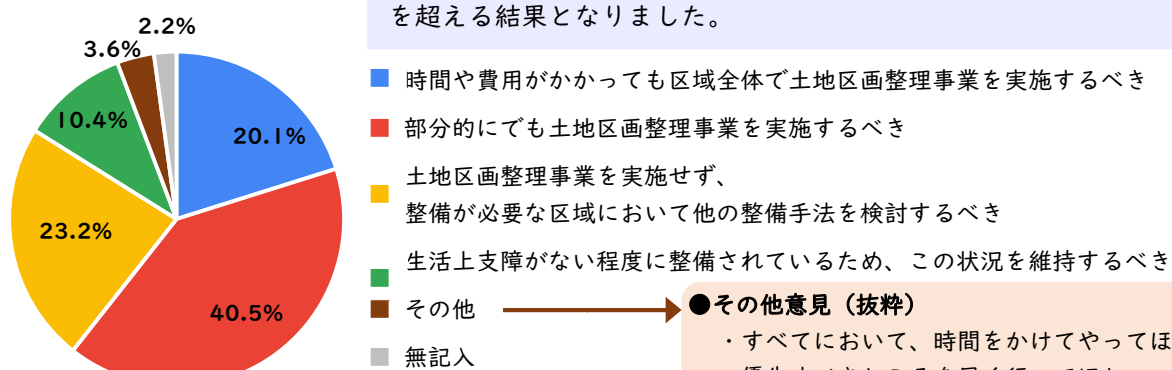 を超える結果となりました。
2.2%
3.6%
10.4%
20.1%
23.2%
40.5%
時間や費用がかかっても区域全体で土地区画整理事業を実施するべき
部分的にでも土地区画整理事業を実施するべき
土地区画整理事業を実施せず、
整備が必要な区域において他の整備手法を検討するべき
生活上支障がない程度に整備されているため、この状況を維持するべき
その他
無記入
●その他意見（抜粋）
・すべてにおいて、時間をかけてやってほ